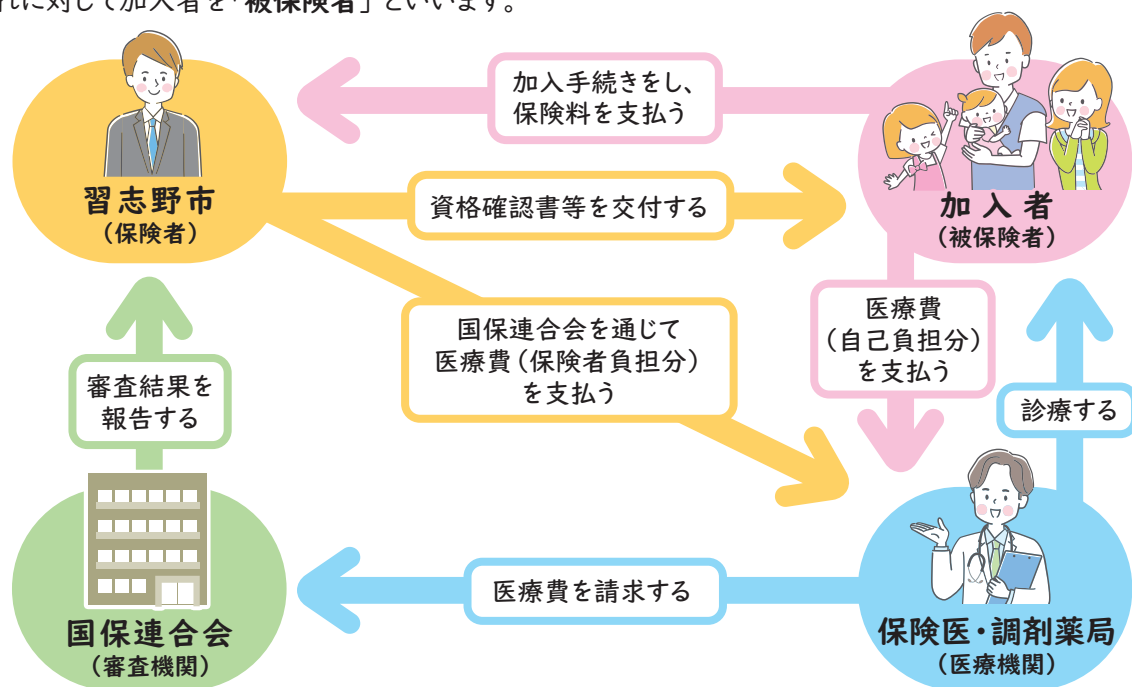 れに対して加入者を「被保険者」といいます。
加入手続きをし、
保険料を支払う
習志野市
（保険者）
資格確認書等を交付する
加入者
（被保険者）
国保連合会を通じて
医療費（保険者負担分）
を支払う
医療費
（自己負担分）
を支払う
審査結果を
報告する
診療する
医療費を請求する
国保連合会
（審査機関）
保険医・調剤薬局
（医療機関）